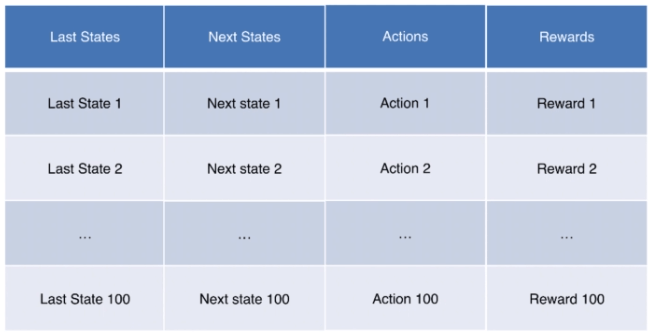 Last States Next States Actions Rewards
Last State 1 Next state 1 Action 1 Reward 1
Last State 2 Next state 2 Action 2 Reward 2
... ... ... ...
Last State 100 Next state 100 Action 100 Reward 100